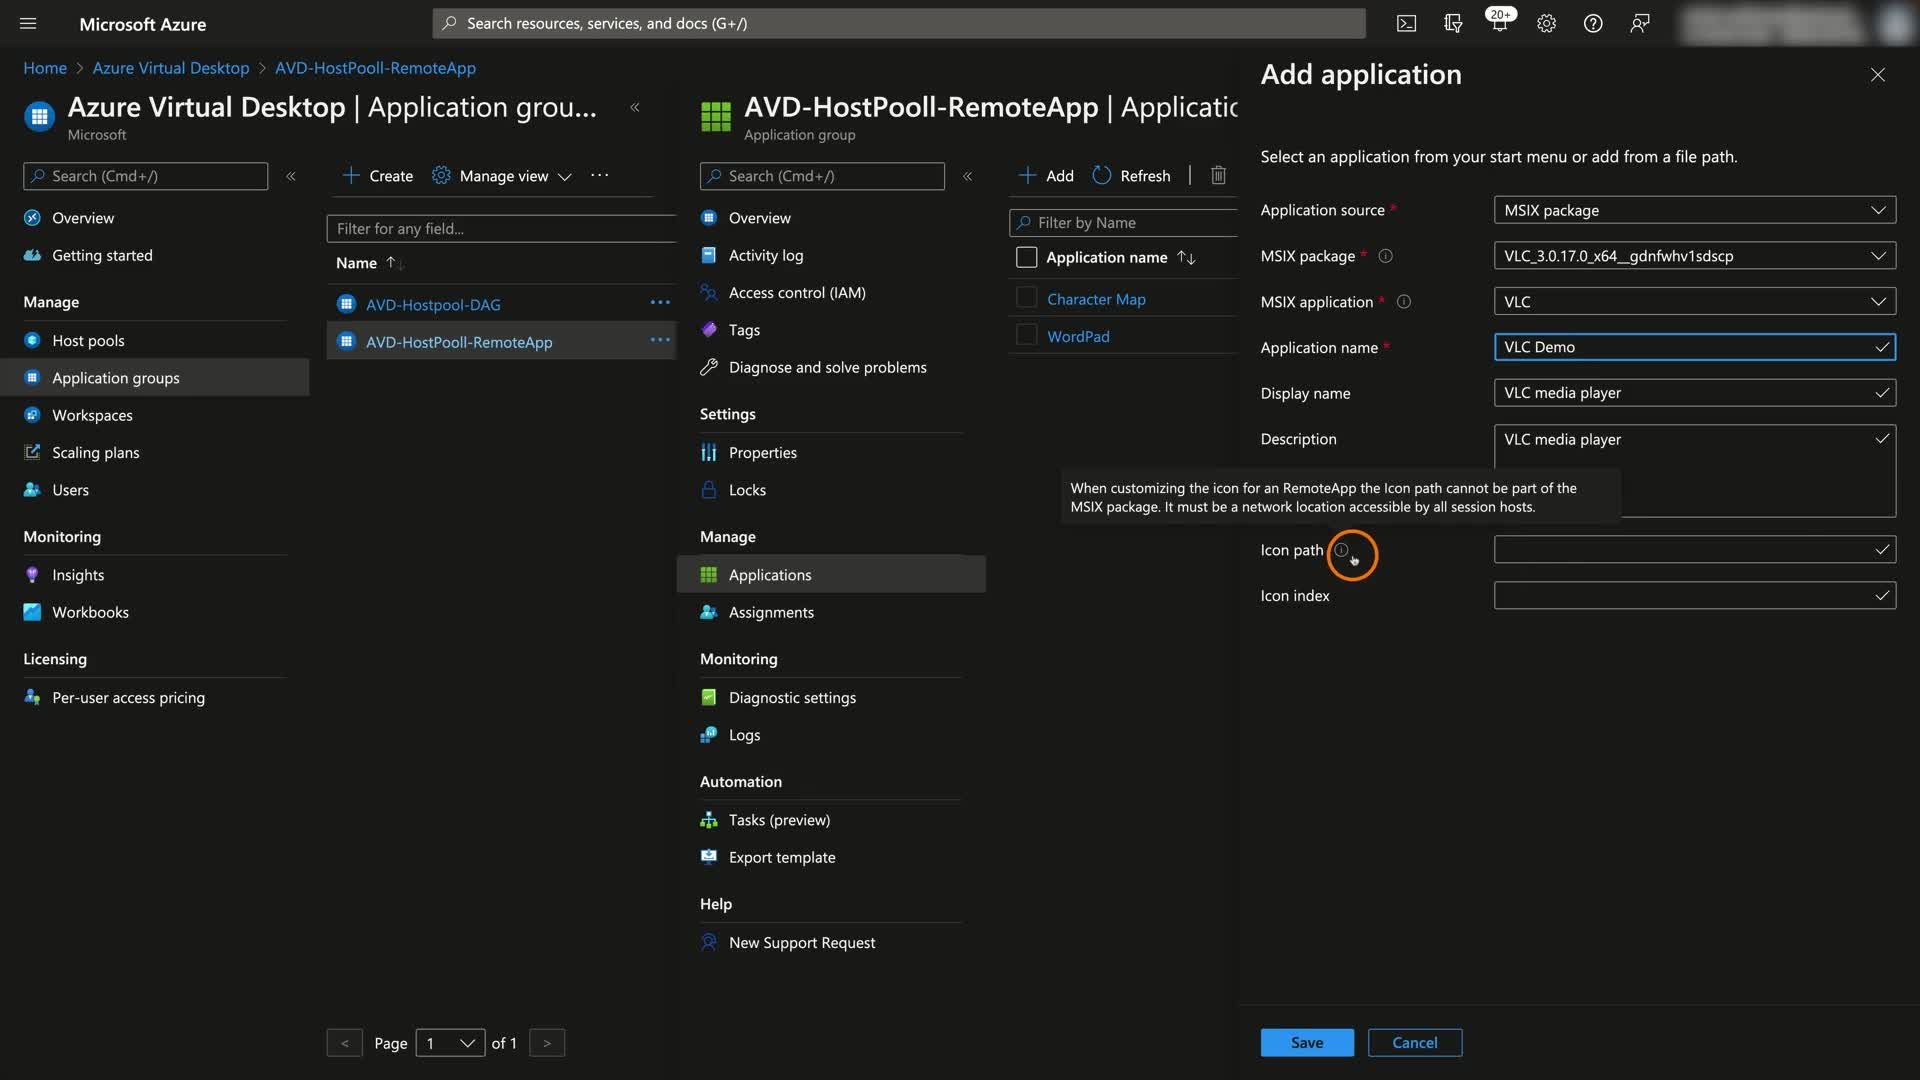 Microsoft Azure
Search resources, services, and docs (G+/)
20+
Home > Azure Virtual Desktop > AVD-HostPooll-RemoteApp
Azure Virtual Desktop | Application grou...
Microsoft
Search (Cmd+/)
Overview
Getting started
Manage
Host pools
Application groups
Workspaces
Scaling plans
Users
Monitoring
Insights
Workbooks
Licensing
Per-user access pricing
Create
Manage view
Filter for any field...
Name
AVD-Hostpool-DAG
AVD-HostPooll-RemoteApp
< Page 1 of 1 >
AVD-HostPooll-RemoteApp | Applicatic
Application group
Search (Cmd+/)
Overview
Activity log
Access control (IAM)
Tags
Diagnose and solve problems
Settings
Properties
Locks
Manage
Applications
Assignments
Monitoring
Diagnostic settings
Logs
Automation
Tasks (preview)
Export template
Help
New Support Request
Add
Refresh
Filter by Name
Application name
Character Map
WordPad
Add application
Select an application from your start menu or add from a file path.
Application source * MSIX package
MSIX package * VLC_3.0.17.0_x64__gdnfwhv1sdscp
MSIX application * VLC
Application name * VLC Demo
Display name VLC media player
Description VLC media player
When customizing the icon for an RemoteApp the Icon path cannot be part of the
MSIX package. It must be a network location accessible by all session hosts.
Icon path
Icon index
Save
Cancel